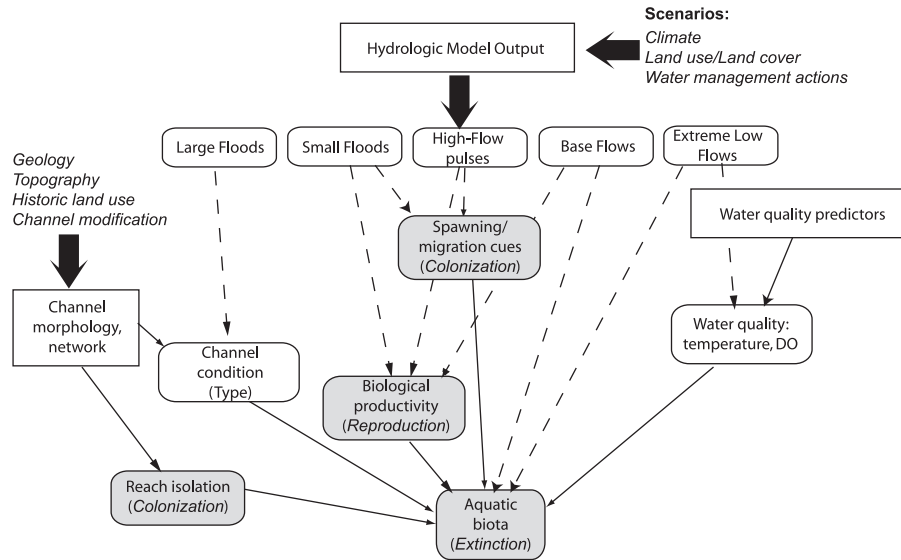 Scenarios:
Climate
Land use/Land cover
Water management actions
Hydrologic Model Output
Large Floods
Small Floods
High-Flow
pulses
Base Flows
Extreme Low
Flows
Geology
Topography
Historic land use
Channel modification
Water quality predictors
Spawning/
migration cues
(Colonization)
Channel
morphology,
network
Water quality:
temperature, DO
Channel
condition
(Type)
Biological
productivity
(Reproduction)
Reach isolation
(Colonization)
Aquatic
biota
(Extinction)